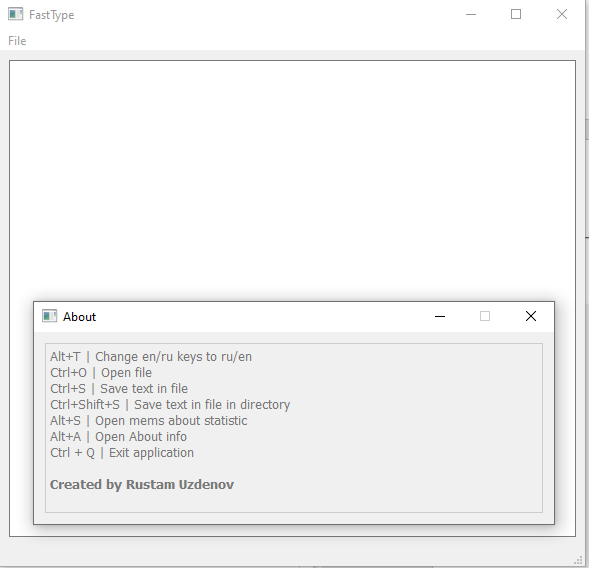 FastType
File
About
Alt+T | Change en/ru keys to ru/en
Ctrl+O | Open file
Ctrl+S | Save text in file
Ctrl+Shift+S | Save text in file in directory
Alt+S | Open mems about statistic
Alt+A | Open About info
Ctrl + Q | Exit application
Created by Rustam Uzdenov